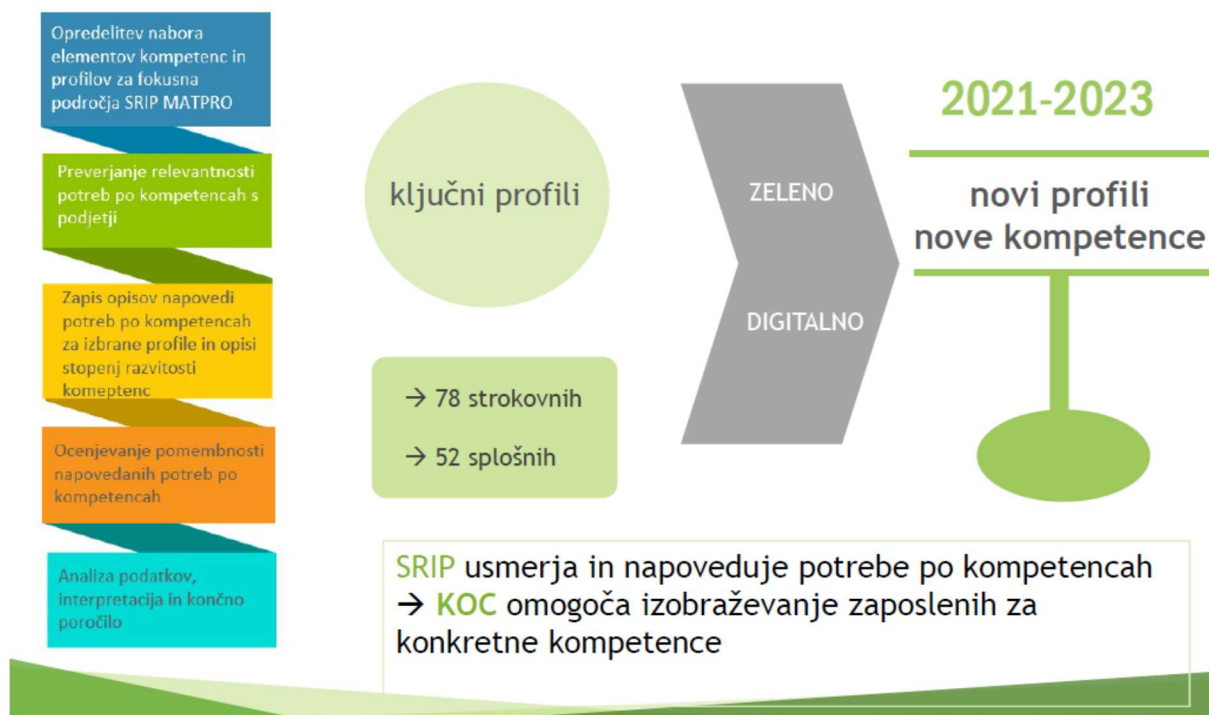 Opredelitev nabora
elementov kompetenc in
profilov za fokusna
področja SRIP MATPRO
Preverjanje relevantnosti
potreb po kompetencah s
podjetji
Zapis opisov napovedi
potreb po kompetencah
za izbrane profile in opisi
stopenj razvitosti
komeptenc
Ocenjevanje pomembnosti
napovedanih potreb po
kompetencah
Analiza podatkov,
interpretacija in končno
poročilo
ključni profili
→ 78 strokovnih
→ 52 splošnih
ZELENO
DIGITALNO
2021-2023
novi profili
nove kompetence
SRIP usmerja in napoveduje potrebe po kompetencah
→ KOC omogoča izobraževanje zaposlenih za
konkretne kompetence